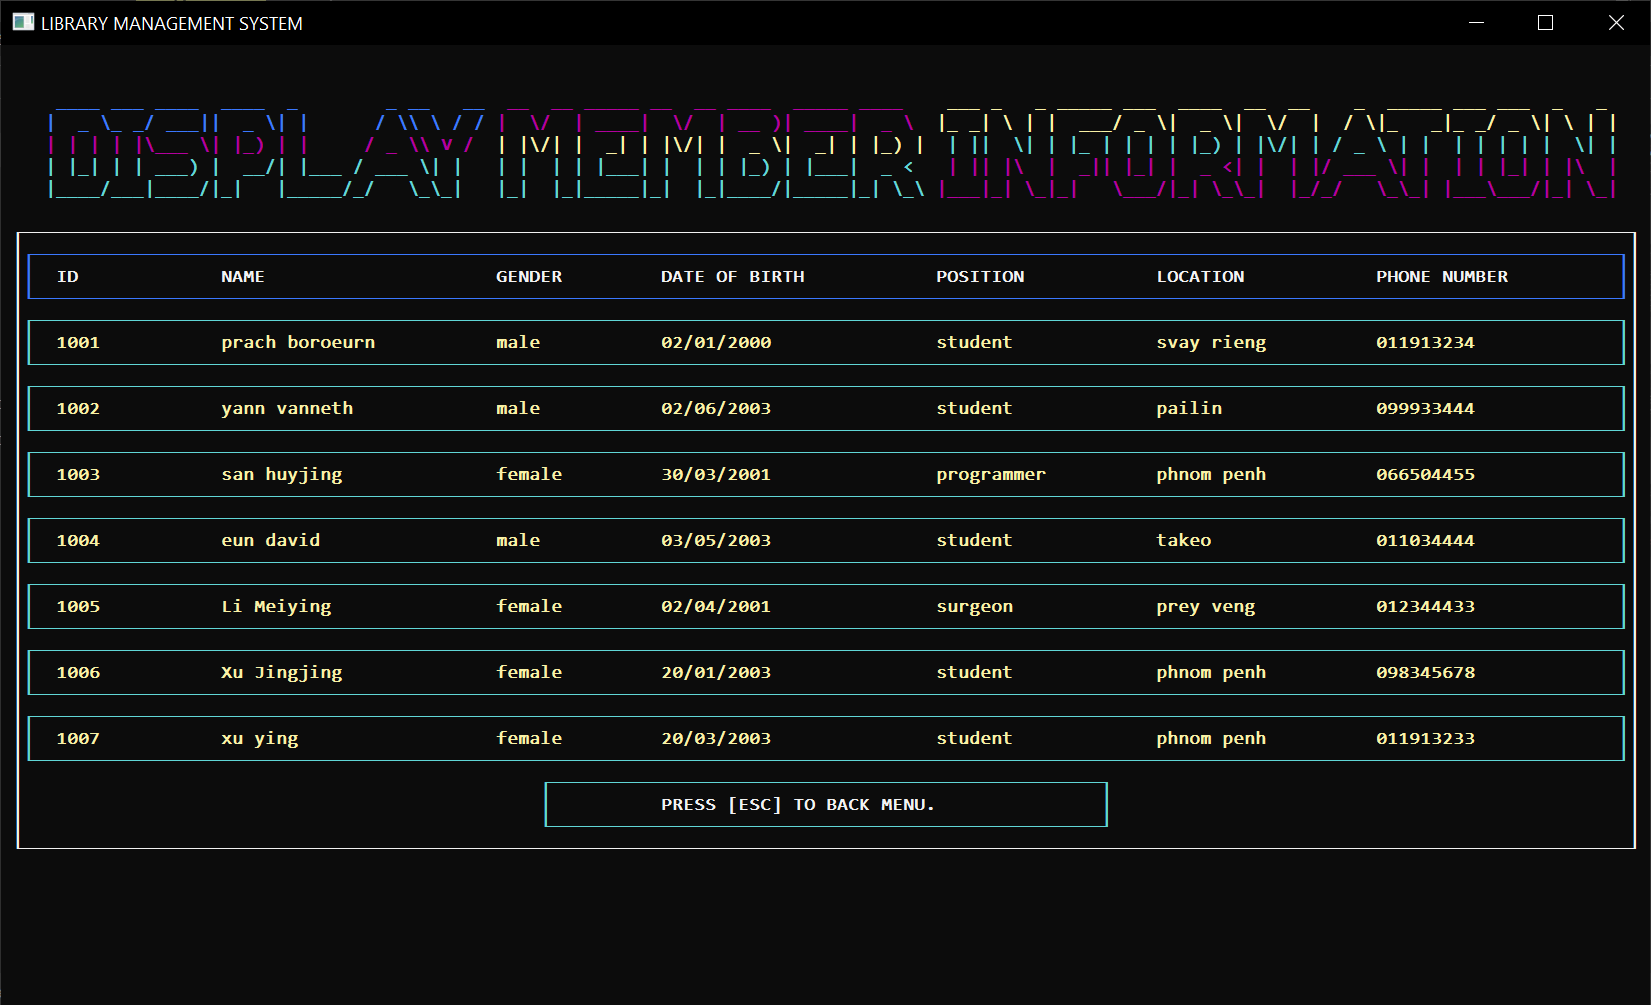 LIBRARY MANAGEMENT SYSTEM
DISPLAY MEMBER INFORMATION
ID NAME GENDER DATE OF BIRTH POSITION LOCATION PHONE NUMBER
1001 prach boroeurn male 02/01/2000 student svay rieng 011913234
1002 yann vanneth male 02/06/2003 student pailin 099933444
1003 san huyjing female 30/03/2001 programmer phnom penh 066504455
1004 eun david male 03/05/2003 student takeo 011034444
1005 Li Meiying female 02/04/2001 surgeon prey veng 012344433
1006 Xu Jingjing female 20/01/2003 student phnom penh 098345678
1007 xu ying female 20/03/2003 student phnom penh 011913233
PRESS [ESC] TO BACK MENU.